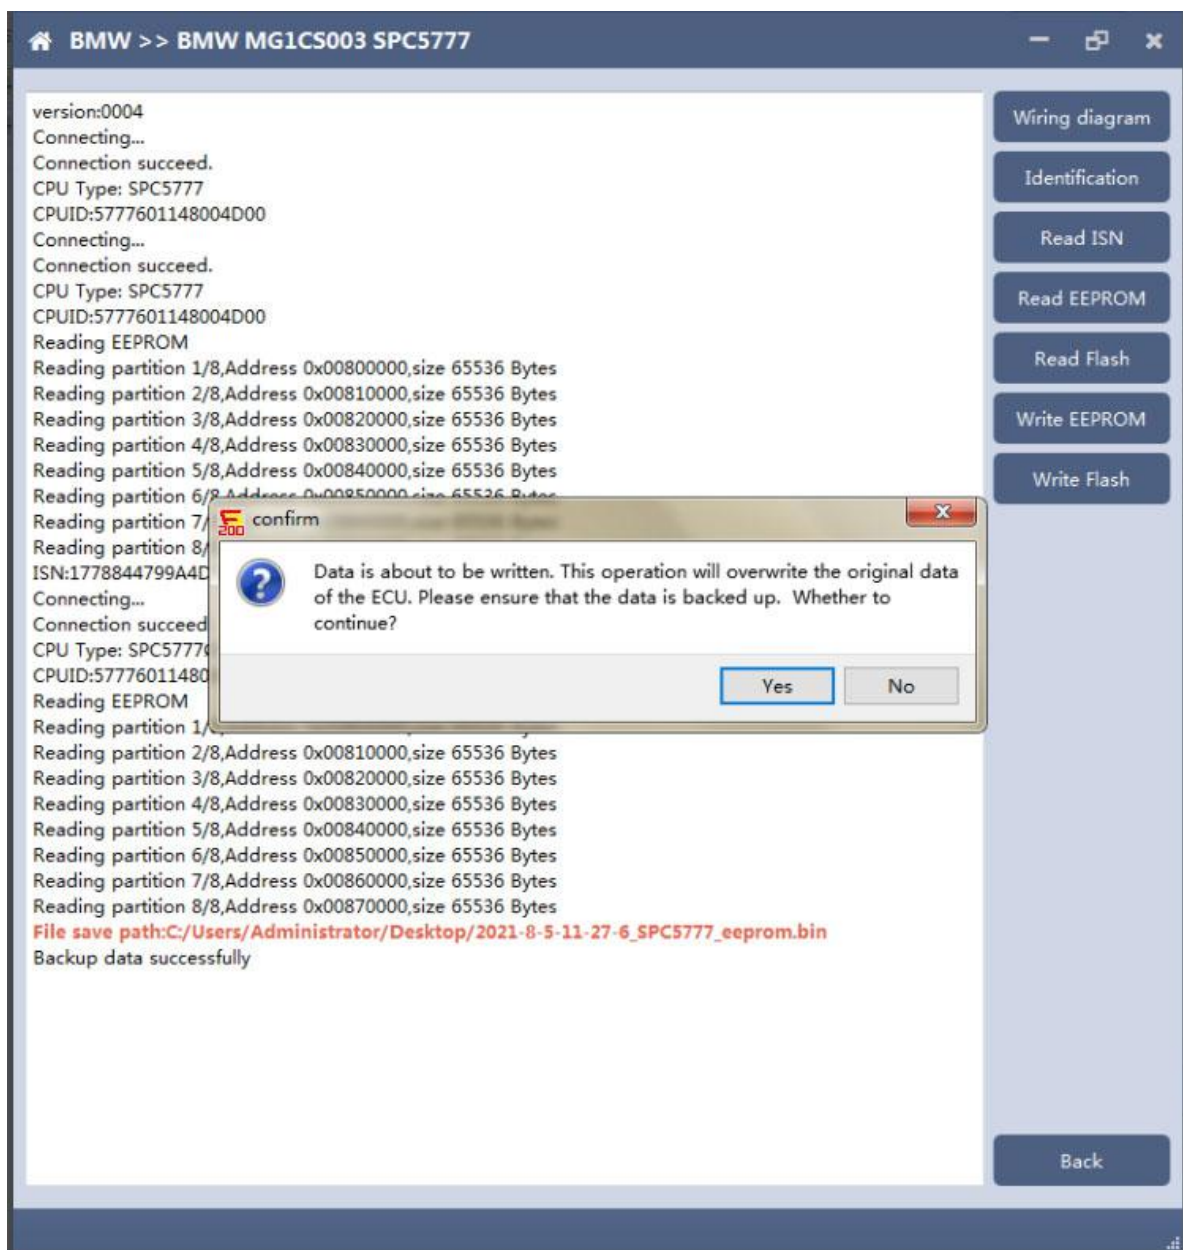 BMW >> BMW MG1CS003 SPC5777
version:0004
Connecting...
Connection succeed.
CPU Type: SPC5777
CPUID:5777601148004D00
Connecting...
Connection succeed.
CPU Type: SPC5777
CPUID:5777601148004D00
Reading EEPROM
Reading partition 1/8,Address 0x00800000,size 65536 Bytes
Reading partition 2/8,Address 0x00810000,size 65536 Bytes
Reading partition 3/8,Address 0x00820000,size 65536 Bytes
Reading partition 4/8,Address 0x00830000,size 65536 Bytes
Reading partition 5/8,Address 0x00840000,size 65536 Bytes
Reading partition 6/8,Address 0x00850000,size 65536 Bytes
Reading partition 7/
Reading partition 8/
ISN:1778844799A4D
Connecting...
Connection succeed
CPU Type: SPC5777
CPUID:57776011480
Reading EEPROM
Reading partition 1/
Reading partition 2/8,Address 0x00810000,size 65536 Bytes
Reading partition 3/8,Address 0x00820000,size 65536 Bytes
Reading partition 4/8,Address 0x00830000,size 65536 Bytes
Reading partition 5/8,Address 0x00840000,size 65536 Bytes
Reading partition 6/8,Address 0x00850000,size 65536 Bytes
Reading partition 7/8,Address 0x00860000,size 65536 Bytes
Reading partition 8/8,Address 0x00870000,size 65536 Bytes
File save path:C:/Users/Administrator/Desktop/2021-8-5-11-27-6_SPC5777_eeprom.bin
Backup data successfully
200 confirm
Data is about to be written. This operation will overwrite the original data
of the ECU. Please ensure that the data is backed up.  Whether to
continue?
Yes
No
Wiring diagram
Identification
Read ISN
Read EEPROM
Read Flash
Write EEPROM
Write Flash
Back